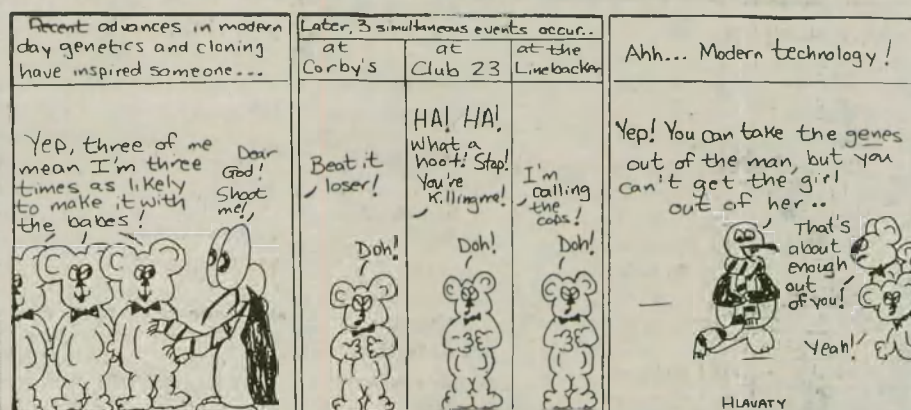 Recent advances in modern
day genetics and cloning
have inspired someone...
Yep, three of me
mean I'm three
times as likely
to make it with
the babes!
Dear
God!
Shoot
me!
Later, 3 simultaneous events occur..
at
Corby's
Beat it
loser!
Doh!
at
Club 23
HA! HA!
What a
hoot! Stop!
You're
Killing me!
Doh!
at the
Linebacker
I'm
calling
the
cops!
Doh!
Ahh... Modern technology!
Yep! You can take the genes
out of the man, but you
can't get the girl
out of her..
That's
about
enough
out
of you!
Yeah!
HLAVATY